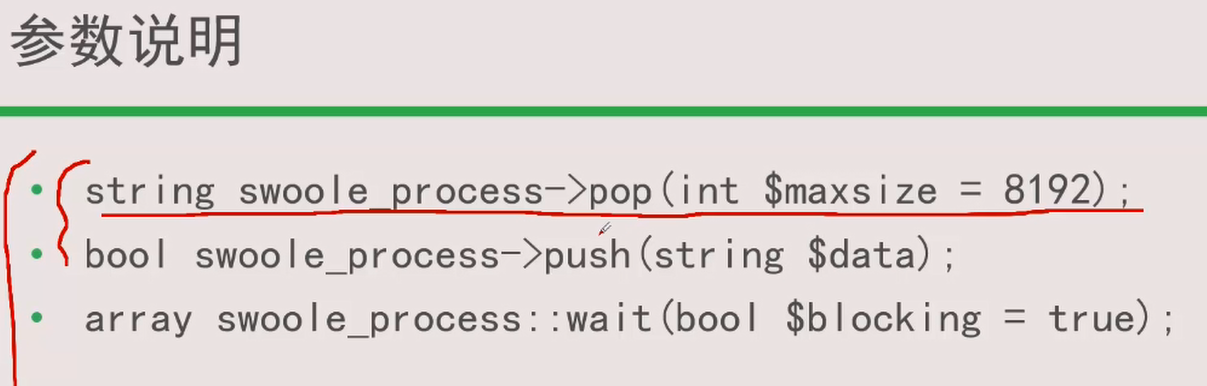 参数说明
• string swoole_process->pop(int $maxsize = 8192);
• bool swoole_process->push(string $data);
• array swoole_process::wait(bool $blocking = true);